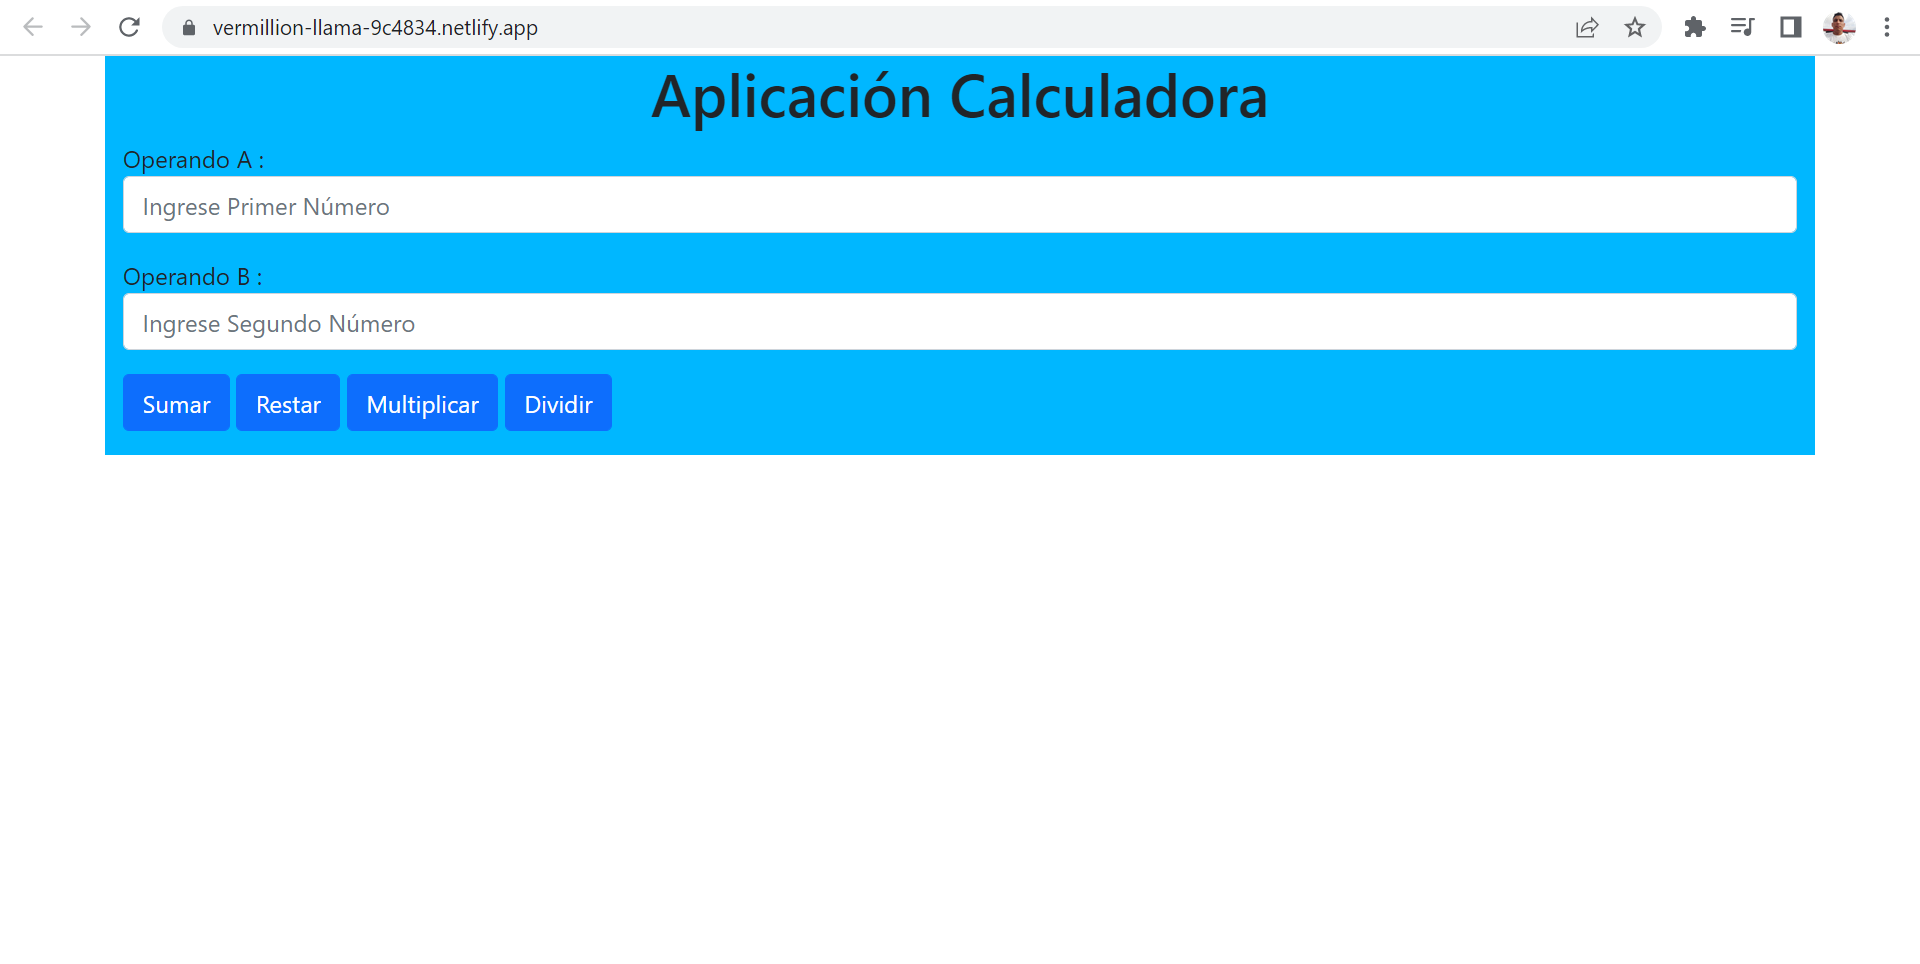 vermillion-llama-9c4834.netlify.app
Aplicación Calculadora
Operando A :
Ingrese Primer Número
Operando B :
Ingrese Segundo Número
Sumar Restar Multiplicar Dividir